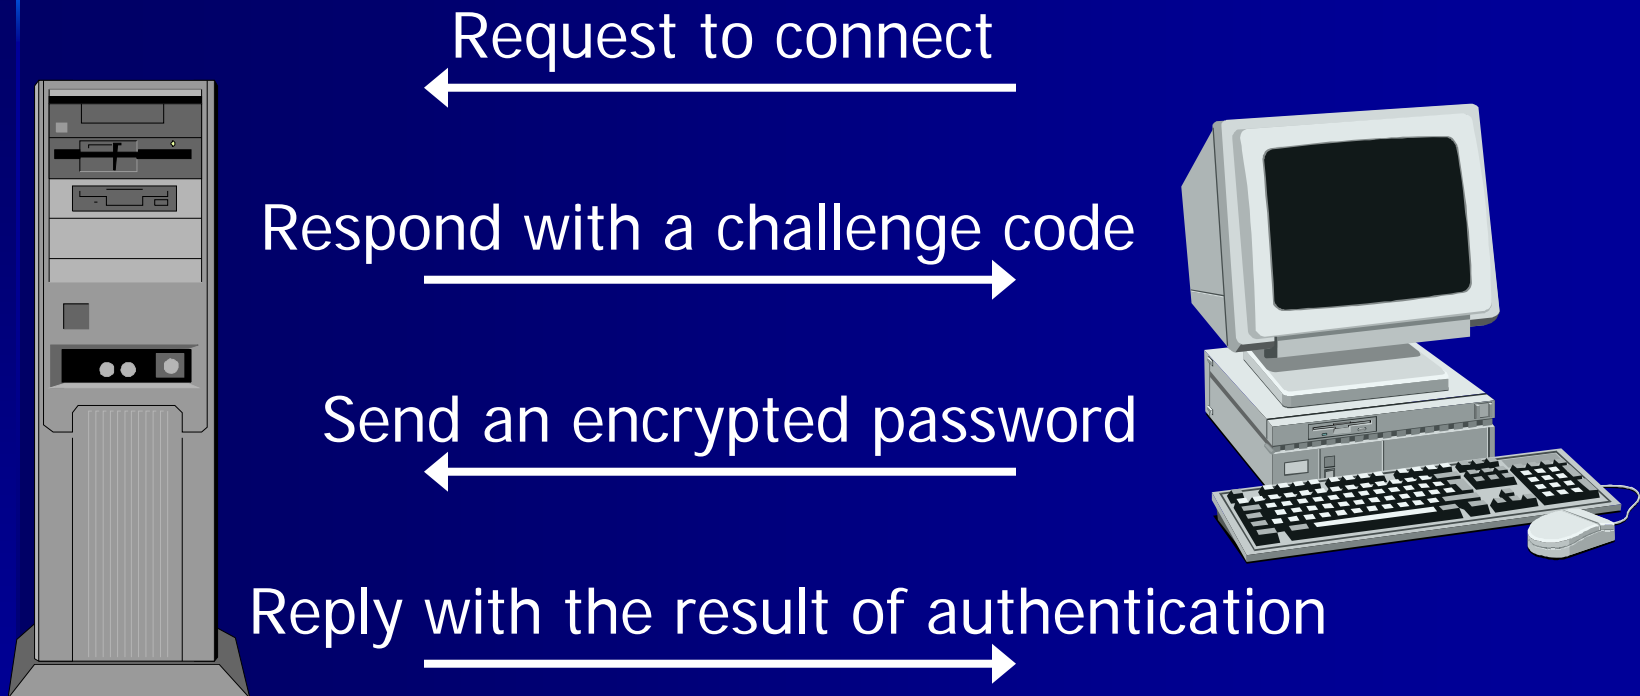 Request to connect
Respond with a challenge code
Send an encrypted password
Reply with the result of authentication